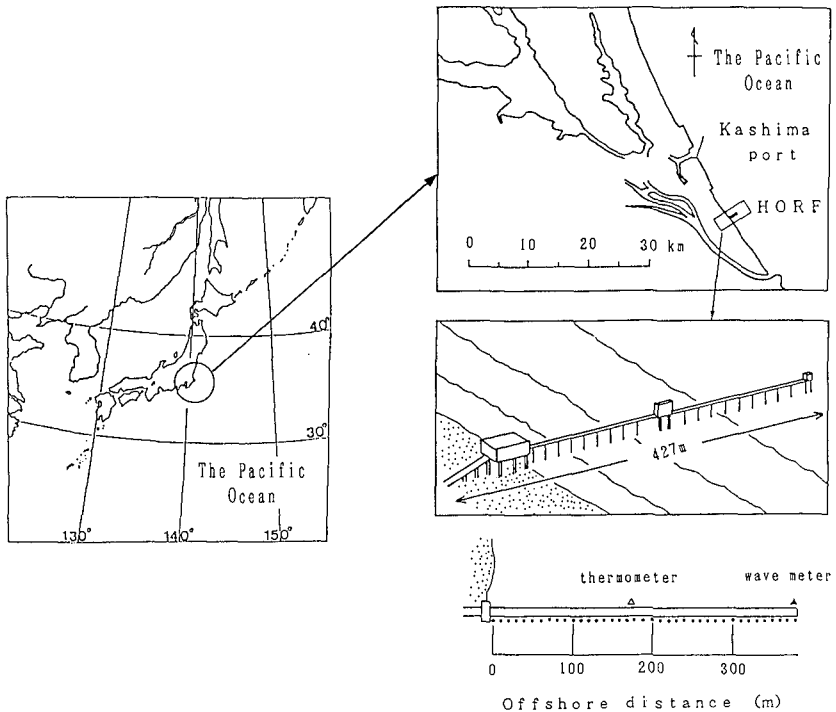 The Pacific
Ocean
Kashima
port
HORF
0 10 20 30 km
40°
30°
The Pacific
Ocean
130° 140° 150°
427m
thermometer wave meter
0 100 200 300
Offshore distance (m)